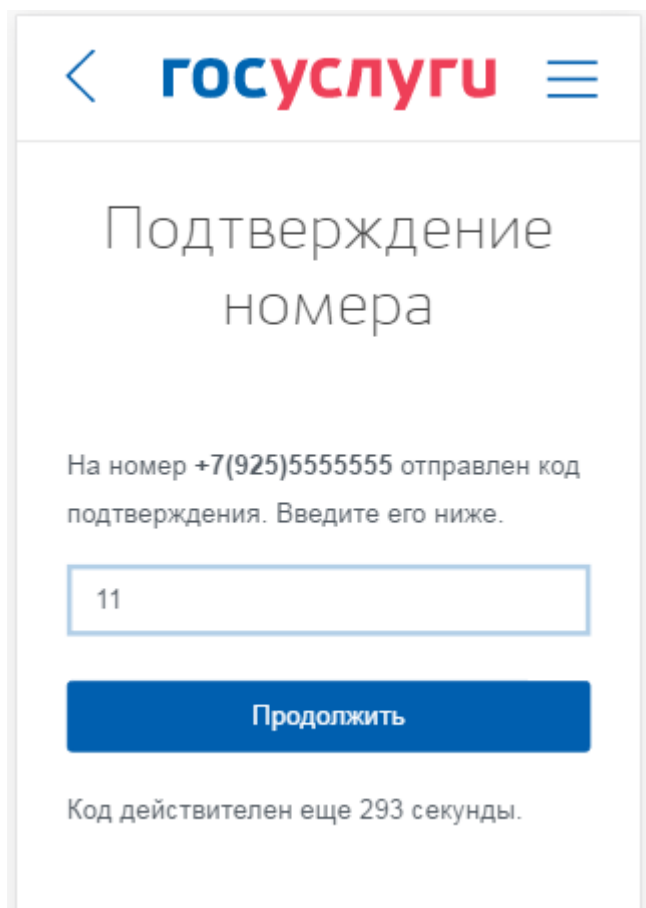 госуслуги
Подтверждение
номера
На номер +7(925)5555555 отправлен код
подтверждения. Введите его ниже.
11
Продолжить
Код действителен еще 293 секунды.